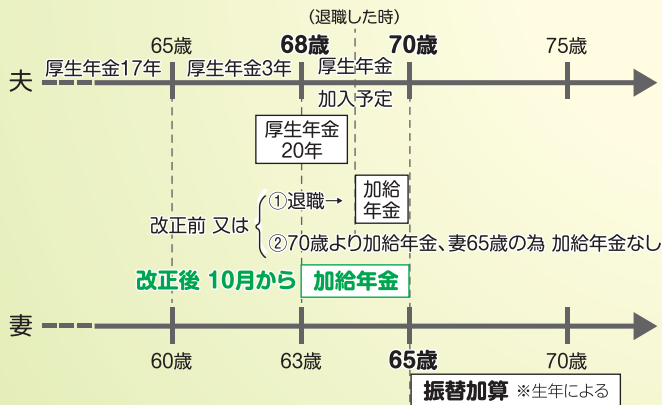 (退職した時)
65歳 68歳 70歳 75歳
厚生年金17年 厚生年金3年 厚生年金
夫
加入予定
厚生年金
20年
加給
年金
①退職→
改正前 又は
②70歳より加給年金、妻65歳の為 加給年金なし
改正後 10月から 加給年金
妻
60歳 63歳 65歳 70歳
振替加算 ※生年による